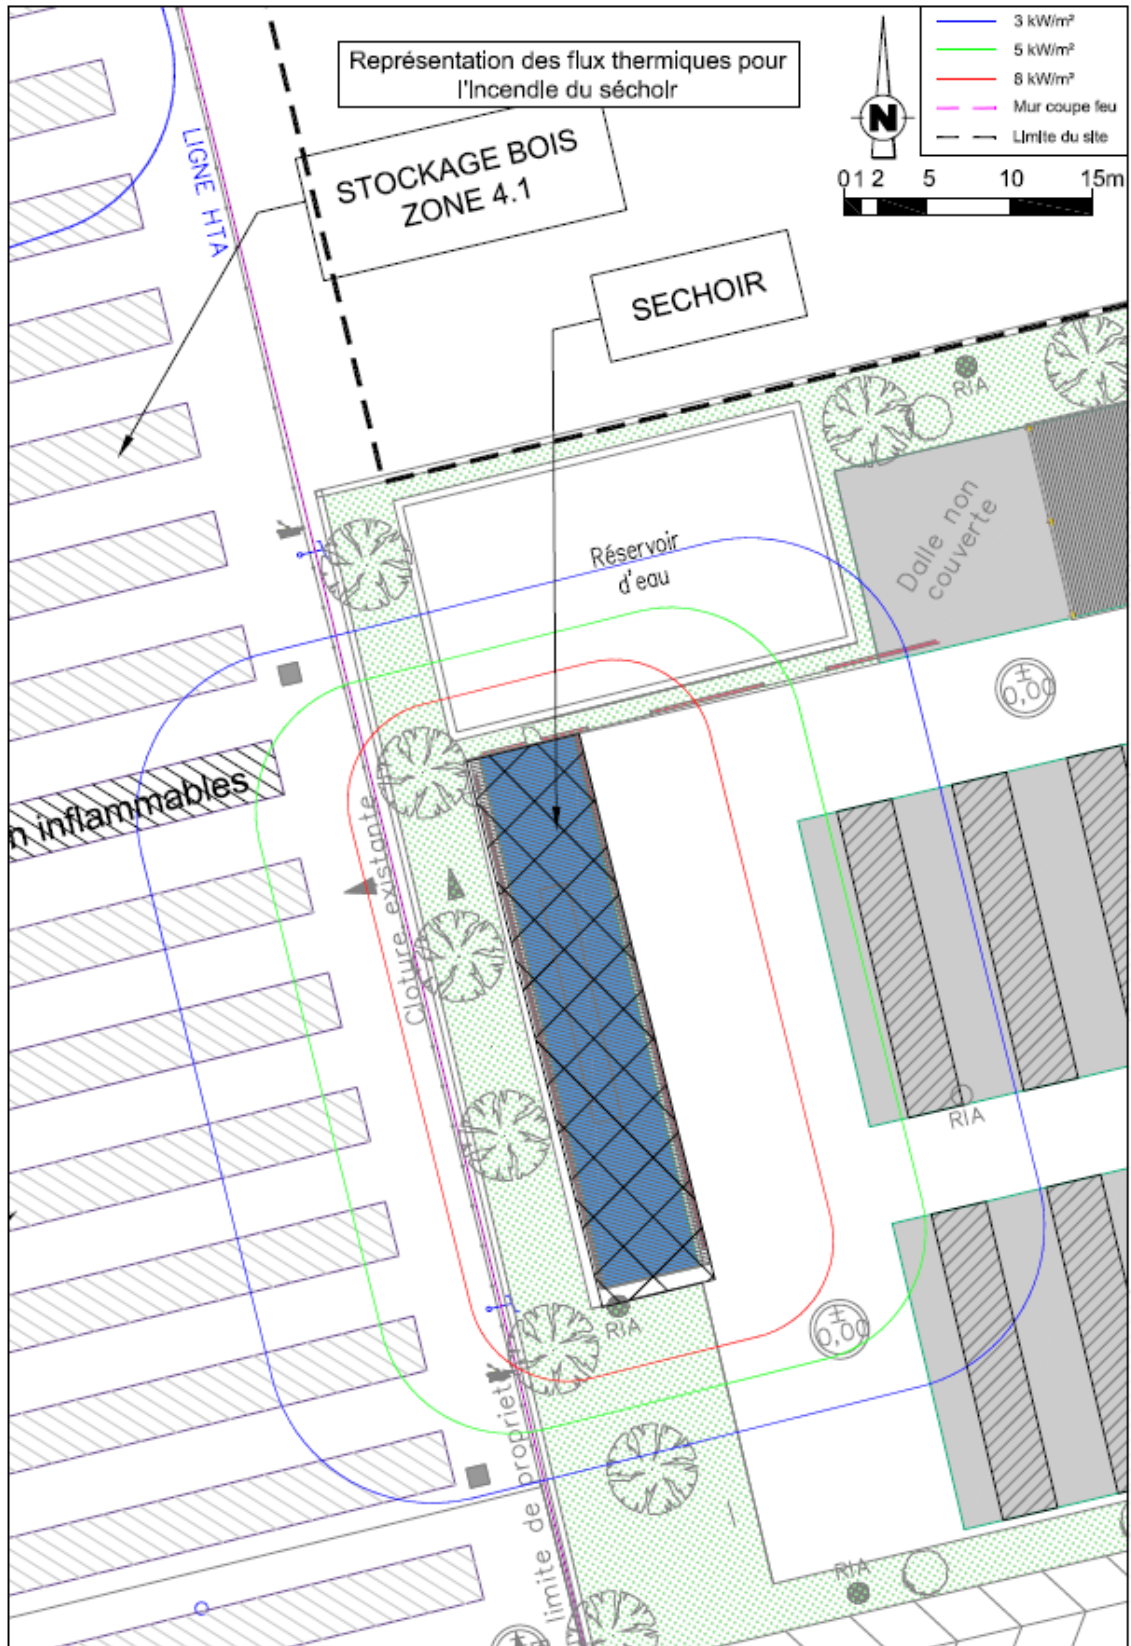 Représentation des flux thermiques pour
l'Incendie du séchoir
3 kW/m²
5 kW/m²
8 kW/m²
Mur coupe feu
Limite du site
N
0 1 2 5 10 15m
LIGNE HTA
STOCKAGE BOIS
ZONE 4.1
SECHOIR
RIA
Réservoir
d'eau
Dalle non
couverte
±
0,00
n inflammables
Cloture existante
RIA
RIA
±
0,00
limite de propriet
RIA